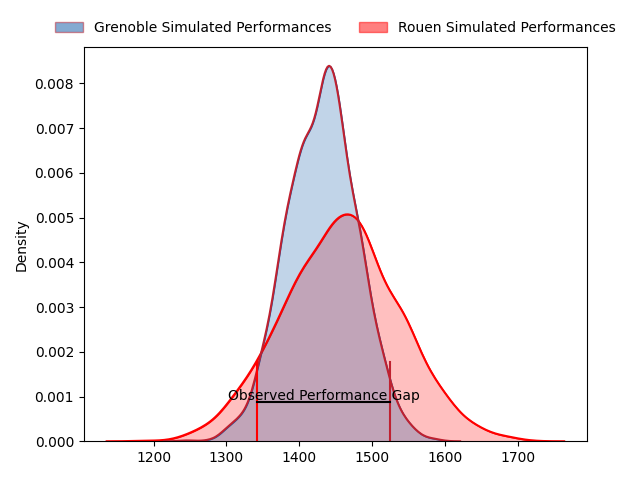 Grenoble Simulated Performances Rouen Simulated Performances
0.008
0.007
0.006
0.005
0.004
0.003
0.002
0.001
0.000
Density
Observed Performance Gap
1200 1300 1400 1500 1600 1700